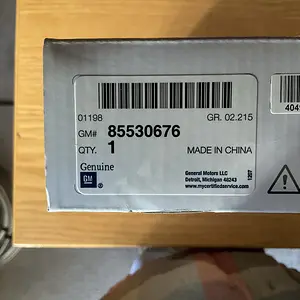 01198 GR. 02.215
GM# 85530676
QTY. 1 MADE IN CHINA
Genuine
GM
General Motors LLC
Detroit, Michigan 48243
www.mycertifiedservice.com
1207